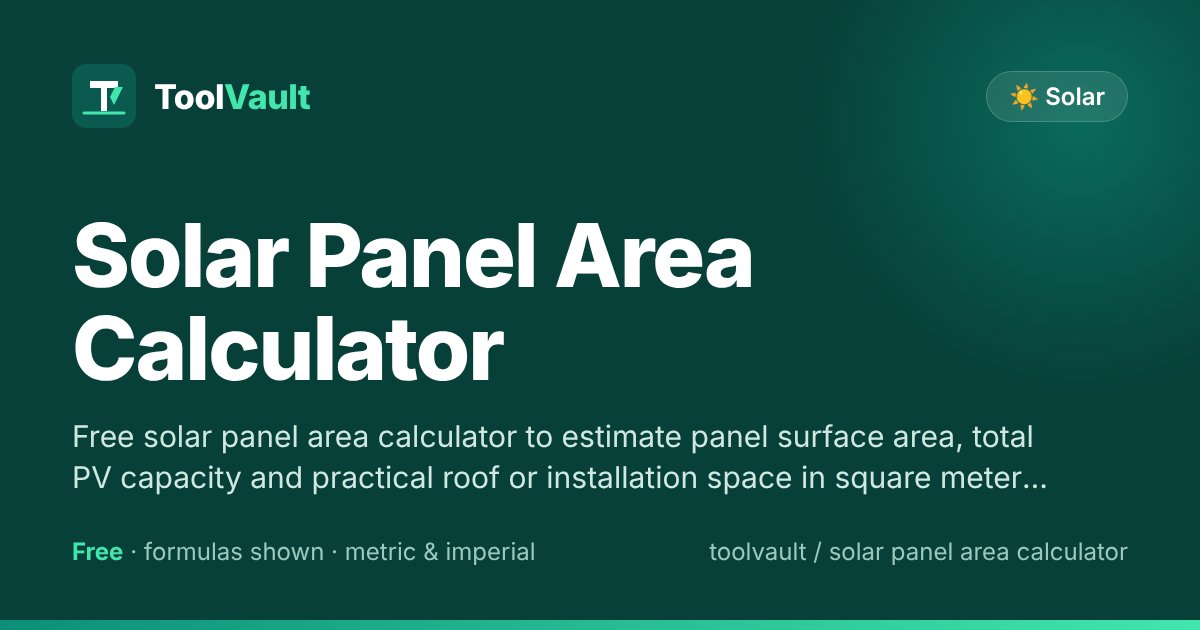 ToolVault
☀️ Solar
Solar Panel Area
Calculator
Free solar panel area calculator to estimate panel surface area, total
PV capacity and practical roof or installation space in square meter...
Free · formulas shown · metric & imperial
toolvault / solar panel area calculator